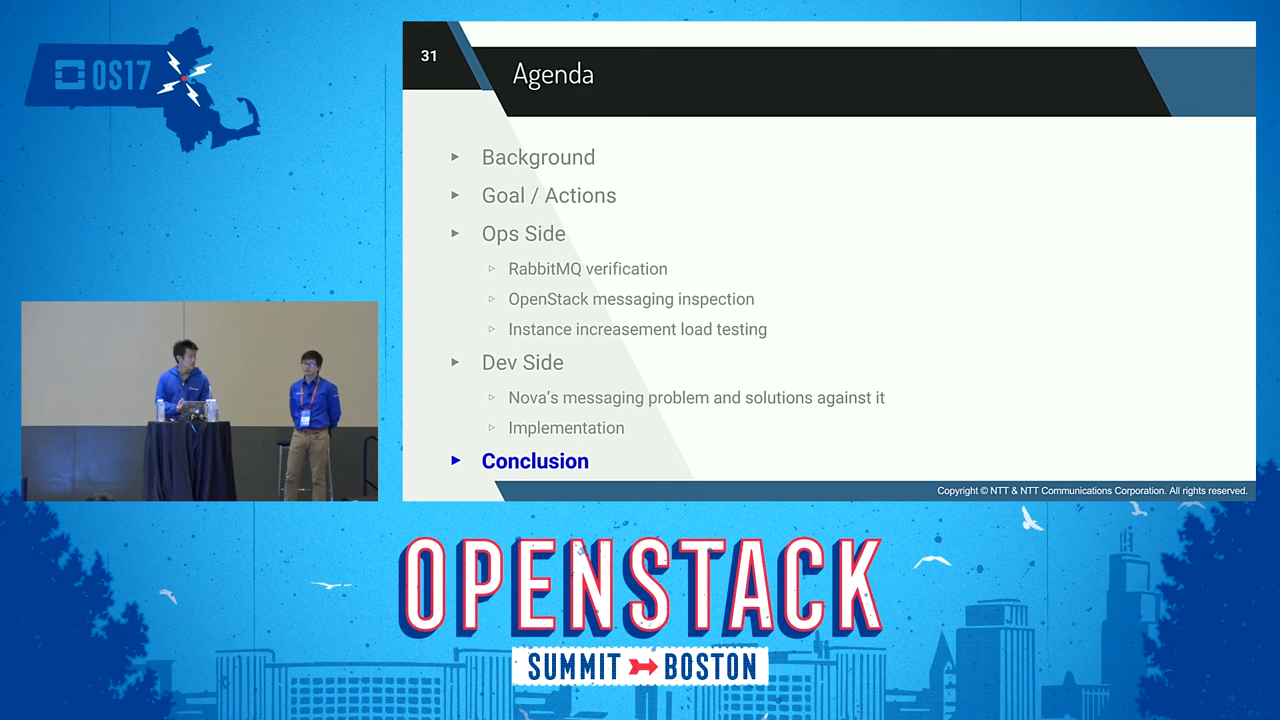 OS17
31
Agenda
Background
Goal / Actions
Ops Side
RabbitMQ verification
OpenStack messaging inspection
Instance increasement load testing
Dev Side
Nova's messaging problem and solutions against it
Implementation
Conclusion
Copyright © NTT & NTT Communications Corporation. All rights reserved.
OPENSTACK
SUMMIT BOSTON